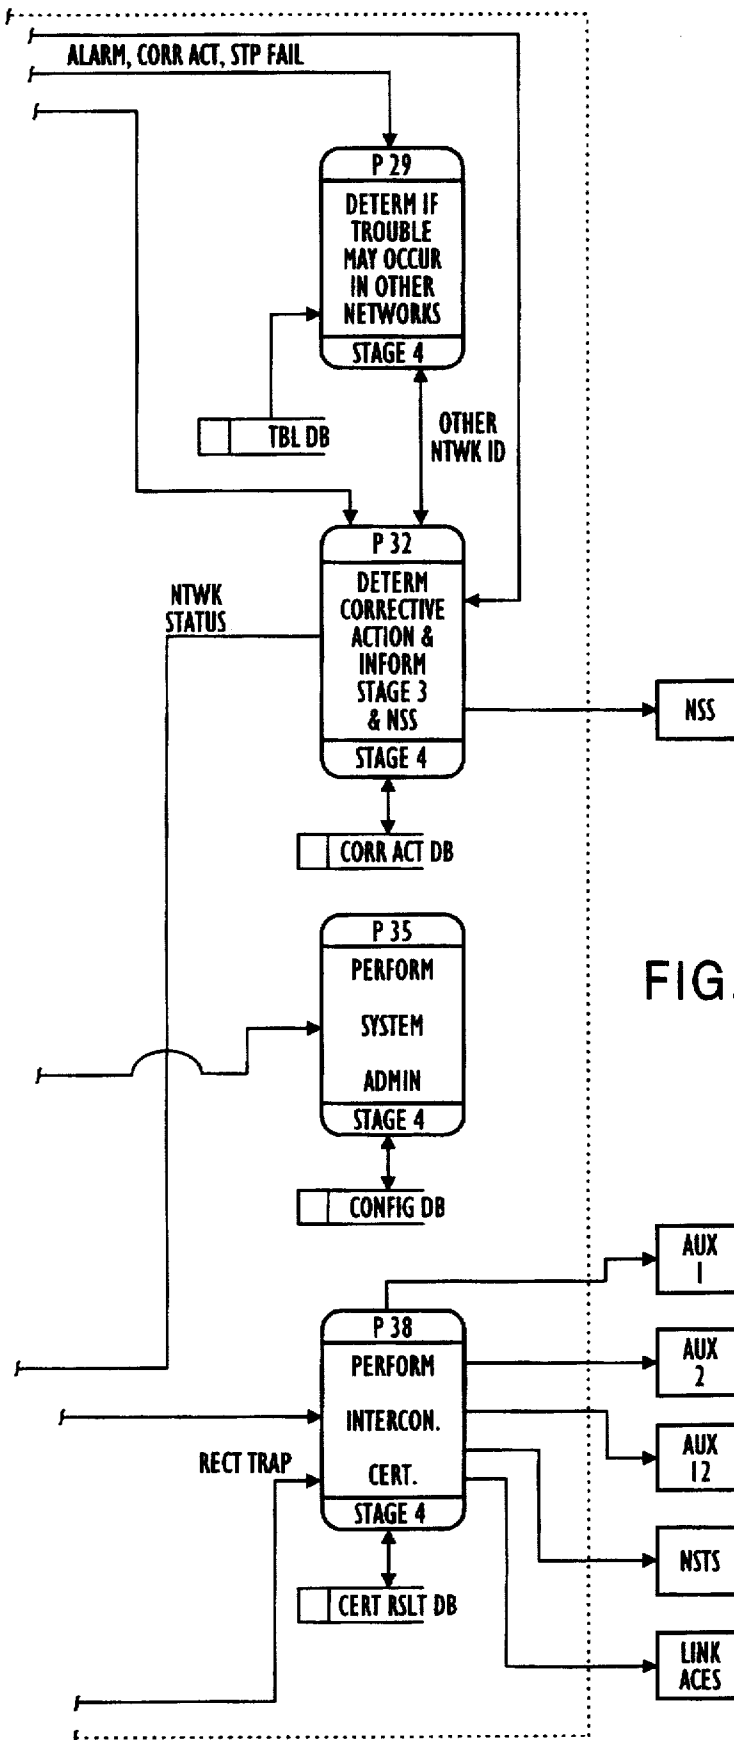 ALARM, CORR ACT, STP FAIL
P 29
DETERM IF
TROUBLE
MAY OCCUR
IN OTHER
NETWORKS
STAGE 4
TBL DB
OTHER
NTWK ID
P 32
DETERM
CORRECTIVE
ACTION &
INFORM
STAGE 3
& NSS
STAGE 4
NTWK
STATUS
NSS
CORR ACT DB
P 35
PERFORM
SYSTEM
ADMIN
STAGE 4
FIG.
CONFIG DB
AUX
1
P 38
PERFORM
INTERCON.
CERT.
STAGE 4
AUX
2
RECT TRAP
AUX
12
NSTS
CERT RSLT DB
LINK
ACES